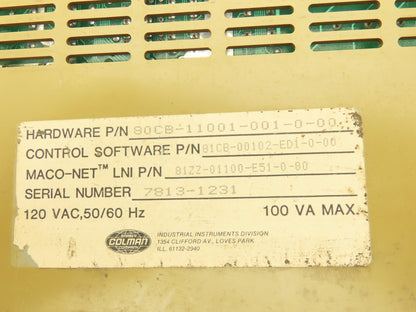 HARDWARE P/N 80CB-11001-001-0-00
CONTROL SOFTWARE P/N 81CB-00102-ED1-0-00
MACO-NET™ LNI P/N 81ZZ-01100-E51-0-80
SERIAL NUMBER 7813-1231
120 VAC,50/60 Hz 100 VA MAX.
COLMAN
INDUSTRIAL INSTRUMENTS DIVISION
1354 CLIFFORD AV., LOVES PARK
ILL. 61132-2940